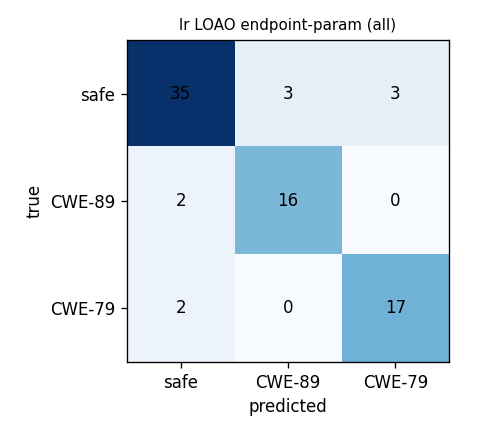 lr LOAO endpoint-param (all)
safe 35 3 3
CWE-89 2 16 0
CWE-79 2 0 17
true
safe CWE-89 CWE-79
predicted